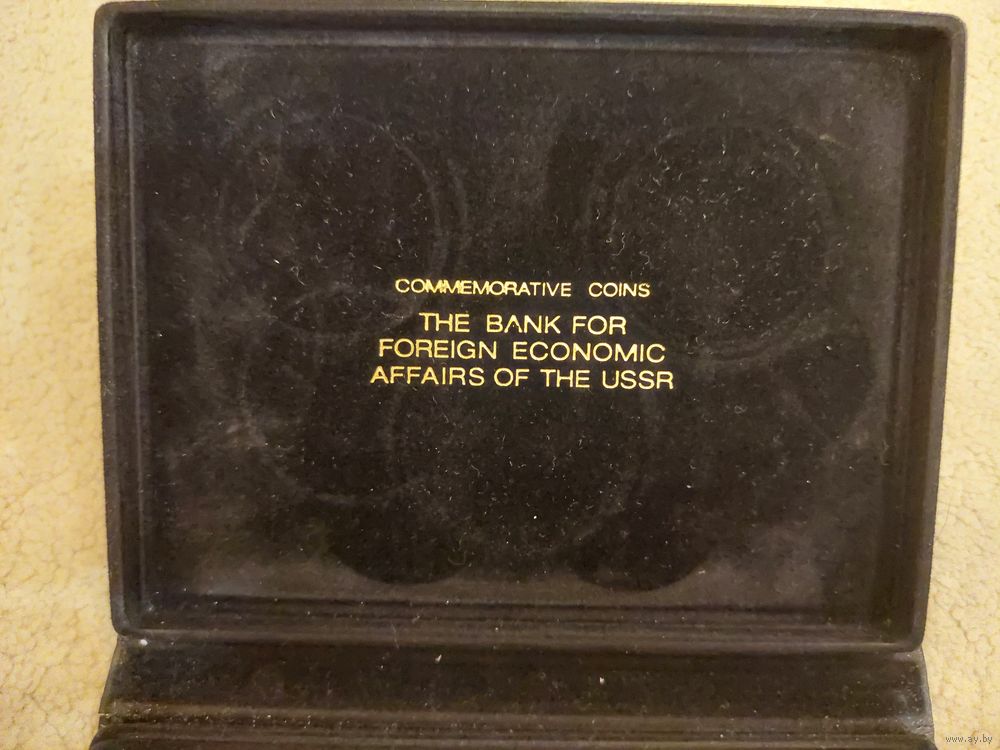 COMMEMORATIVE COINS
THE BANK FOR
FOREIGN ECONOMIC
AFFAIRS OF THE USSR
www.ay.by